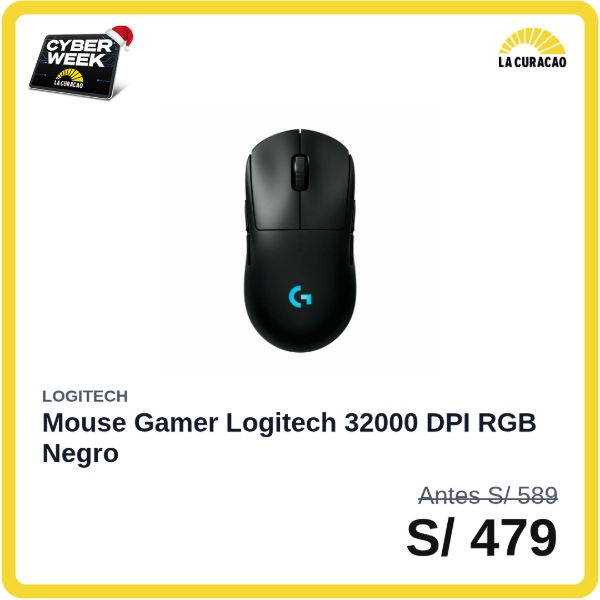 CYBER
WEEK
LA CURACAO
LA CURACAO
LOGITECH
Mouse Gamer Logitech 32000 DPI RGB
Negro
Antes S/ 589
S/ 479